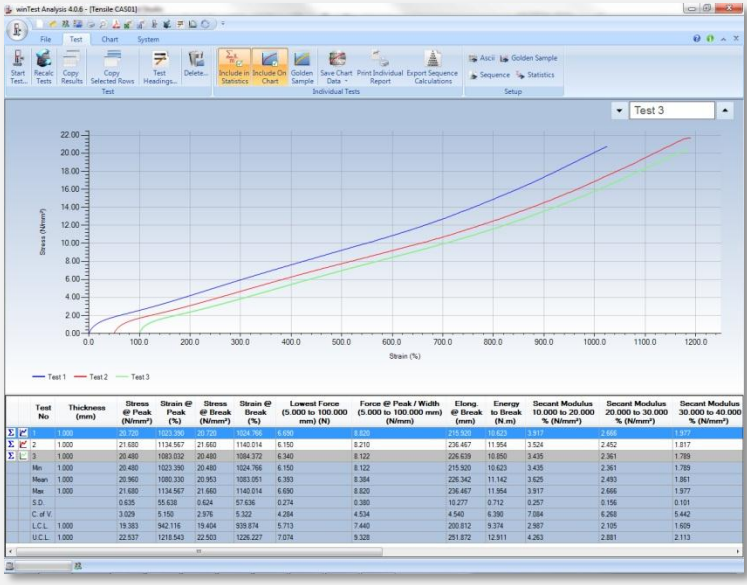 winTest Analysis 4.0.6 - [Tensile CAS01]
File Test Chart System
Start Test... Recalc Tests Copy Results Copy Selected Rows Test Headings... Delete... Include in Statistics Include On Chart Golden Sample Save Chart Data Print Individual Report Export Sequence Calculations Ascii Golden Sample
Sequence Statistics
Test Individual Tests Setup
Test 3
22.00
20.00
18.00
16.00
14.00
12.00
10.00
8.00
6.00
4.00
2.00
0.00
Stress (N/mm²)
0.0 100.0 200.0 300.0 400.0 500.0 600.0 700.0 800.0 900.0 1000.0 1100.0 1200.0
Strain (%)
Test 1 Test 2 Test 3
Test No Thickness (mm) Stress @ Peak (N/mm²) Strain @ Peak (%) Stress @ Break (N/mm²) Strain @ Break (%) Lowest Force (5.000 to 100.000 mm) (N) Force @ Peak / Width (5.000 to 100.000 mm) (N/mm) Elong. @ Break (mm) Energy to Break (N.m) Secant Modulus 10.000 to 20.000 % (N/mm²) Secant Modulus 20.000 to 30.000 % (N/mm²) Secant Modulus 30.000 to 40.000 % (N/mm²)
1 1.000 20.720 1023.390 20.720 1024.766 6.690 8.820 215.920 10.623 3.917 2.666 1.977
2 1.000 21.680 1134.567 21.660 1140.014 6.150 8.210 236.467 11.954 3.524 2.452 1.817
3 1.000 20.480 1083.032 20.480 1084.372 6.340 8.122 226.639 10.850 3.435 2.361 1.789
Min 1.000 20.480 1023.390 20.480 1024.766 6.150 8.122 215.920 10.623 3.435 2.361 1.789
Mean 1.000 20.960 1080.330 20.953 1083.051 6.393 8.384 226.342 11.142 3.625 2.493 1.861
Max 1.000 21.680 1134.567 21.660 1140.014 6.690 8.820 236.467 11.954 3.917 2.666 1.977
S.D. 0.635 55.638 0.624 57.636 0.274 0.380 10.277 0.712 0.257 0.156 0.101
C. of V. 3.029 5.150 2.976 5.322 4.284 4.534 4.540 6.390 7.084 6.268 5.442
L.C.L. 1.000 19.383 942.116 19.404 939.874 5.713 7.440 200.812 9.374 2.987 2.105 1.609
U.C.L. 1.000 22.537 1218.543 22.503 1226.227 7.074 9.328 251.872 12.911 4.263 2.881 2.113